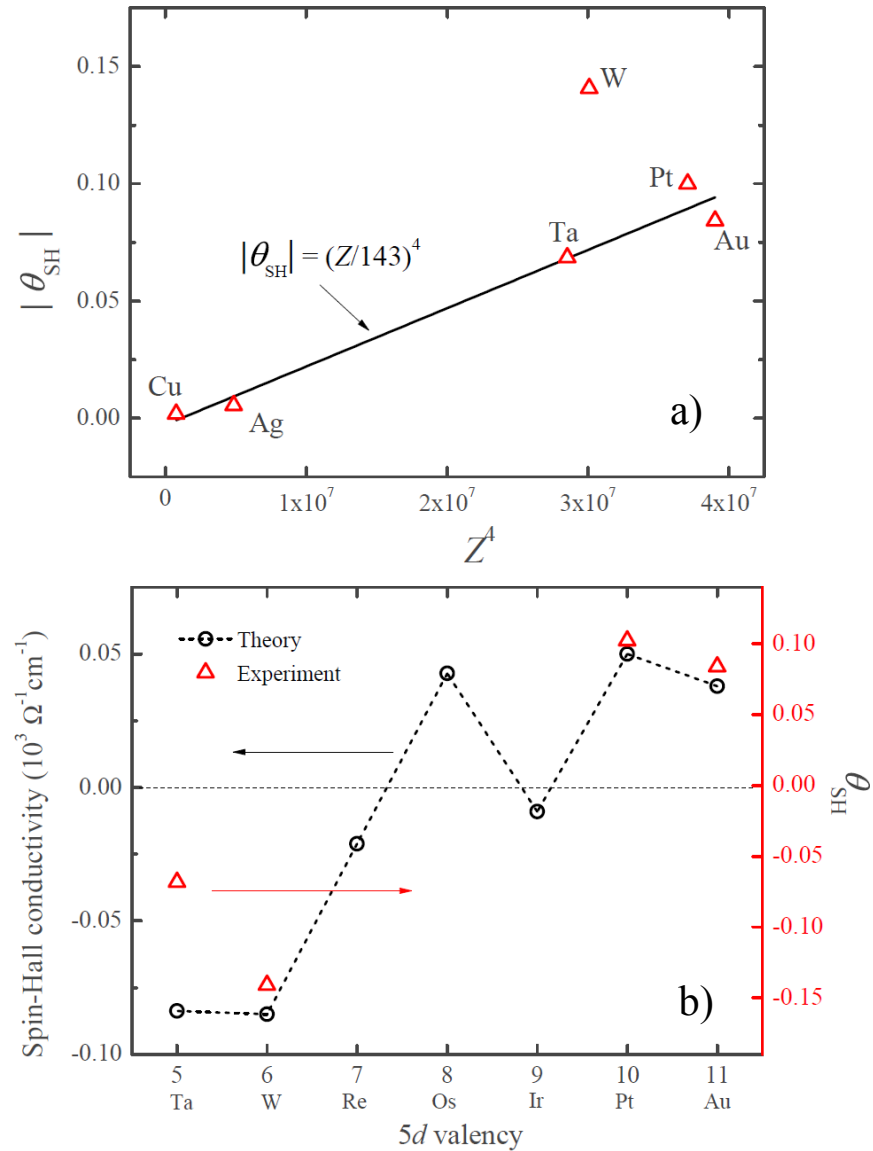 0.15
0.10
0.05
0.00
|θSH|
W
Pt
Ta
Au
|θSH| = (Z/143)⁴
Cu
Ag
a)
0
1x10⁷
2x10⁷
3x10⁷
4x10⁷
Z⁴
Spin-Hall conductivity (10³ Ω⁻¹cm⁻¹)
0.05
0.00
-0.05
-0.10
Theory
Experiment
0.10
0.05
0.00
-0.05
-0.10
-0.15
θSH
b)
5 6 7 8 9 10 11
Ta W Re Os Ir Pt Au
5d valency